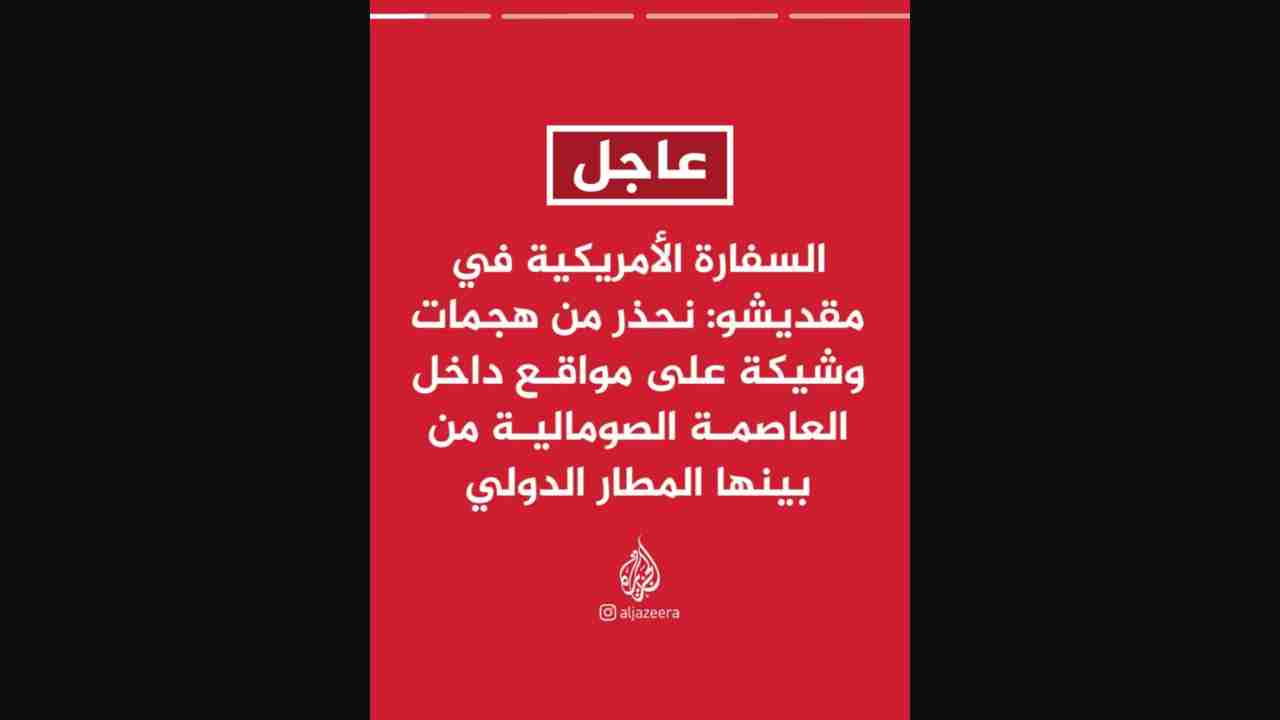 عاجل
السفارة الأمريكية في
مقديشو: نحذر من هجمات
وشيكة على مواقع داخل
العاصمة الصومالية من
بينها المطار الدولي
الجزيرة
aljazeera